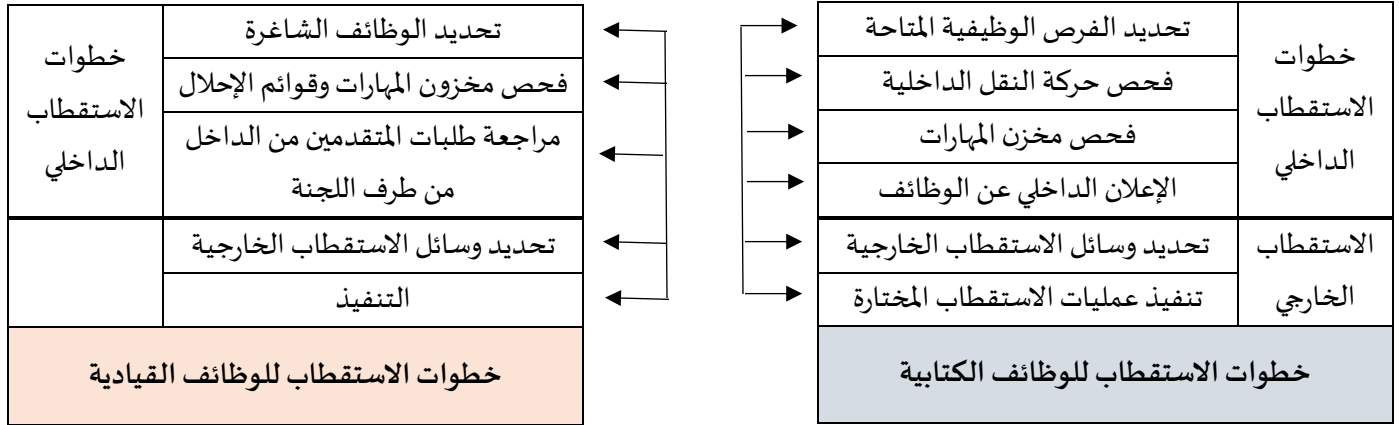 خطوات
الاستقطاب
الداخلي
تحديد الفرص الوظيفية المتاحة
فحص حركة النقل الداخلية
فحص مخزن المهارات
الإعلان الداخلي عن الوظائف
الاستقطاب
الخارجي
تحديد وسائل الاستقطاب الخارجية
تنفيذ عمليات الاستقطاب المختارة
خطوات الاستقطاب للوظائف الكتابية
خطوات
الاستقطاب
الداخلي
تحديد الوظائف الشاغرة
فحص مخزون المهارات وقوائم الإحلال
مراجعة طلبات المتقدمين من الداخل
من طرف اللجنة
تحديد وسائل الاستقطاب الخارجية
التنفيذ
خطوات الاستقطاب للوظائف القيادية